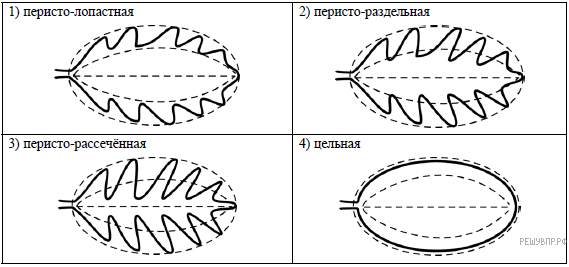 1) перисто-лопастная
2) перисто-раздельная
3) перисто-рассечённая
4) цельная
РЕШУВПР.РФ